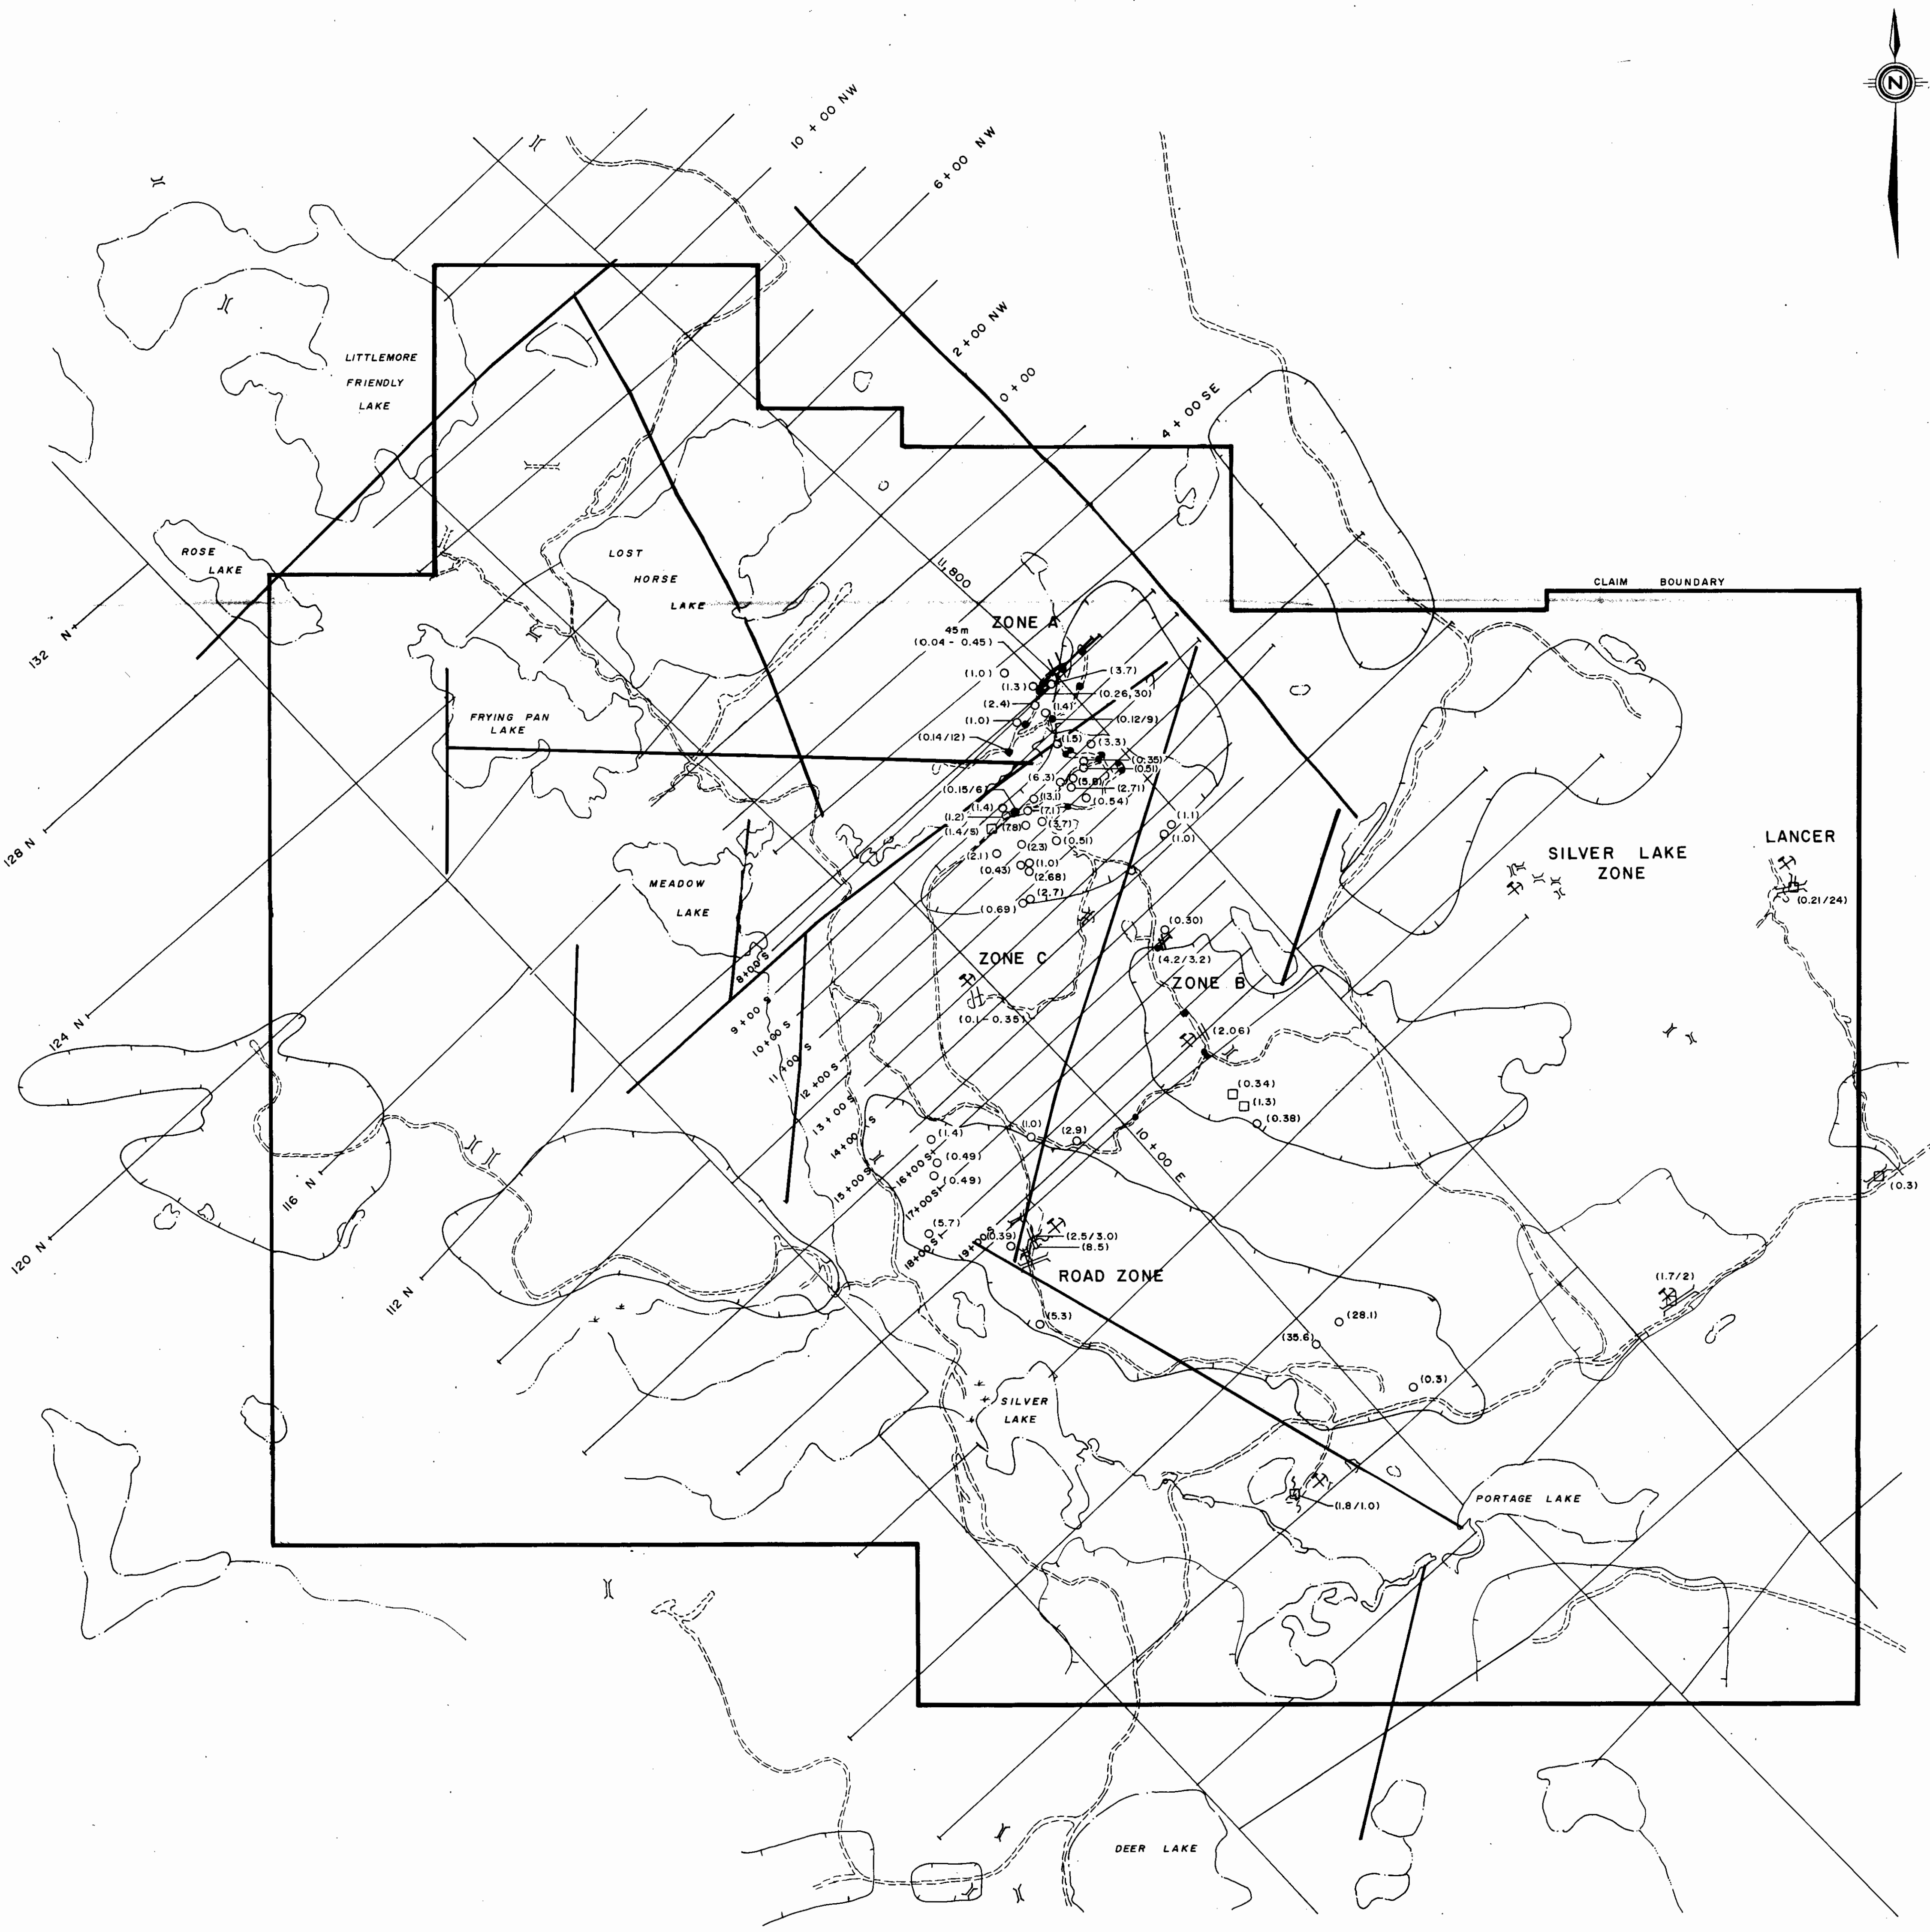 N
10 + 00 NW
6 + 00 NW
2 + 00 NW
0 + 00
4 + 00 SE
LITTLEMORE
FRIENDLY
LAKE
ROSE
LAKE
LOST
HORSE
LAKE
11,800
CLAIM BOUNDARY
ZONE A
45m
(0.04 - 0.45)
132 N
(1.0)
(3.7)
(1.3)
(0.26,30)
(2.4)
(1.4)
(1.0)
(0.12/9)
FRYING PAN
LAKE
(0.14/12)
(1.5)
(3.3)
(0.35)
(0.51)
(6.3)
(5.8)
(2.71)
(0.15/6)
(13.1)
(0.54)
(1.4)
(7.1)
(1.2)
(1.1)
(1.4/5)
(7.8)
(3.7)
(1.0)
(0.51)
(2.3)
(2.1)
(1.0)
(0.43)
(2.68)
(2.7)
(0.69)
128 N
LANCER
SILVER LAKE
ZONE
(0.21/24)
MEADOW
LAKE
(0.30)
(4.2/3.2)
ZONE C
ZONE B
8+00 S
(0.1 - 0.35)
9 + 00 S
(2.06)
124 N
10+00 S
11 +00 S
12 +00 S
(0.34)
(1.3)
13 + 00 S
(0.38)
14+00 S
(1.0)
(2.9)
(1.4)
10 + 00 E
(0.49)
(0.49)
15 + 00 S
16+00 S
17+00 S
116 N
(0.3)
(5.7)
18+00 S
19+00 S
(0.39)
(2.5/3.0)
(8.5)
120 N
112 N
ROAD ZONE
(1.7/2)
(5.3)
(28.1)
(35.6)
(0.3)
SILVER
LAKE
PORTAGE LAKE
(1.8/1.0)
DEER LAKE